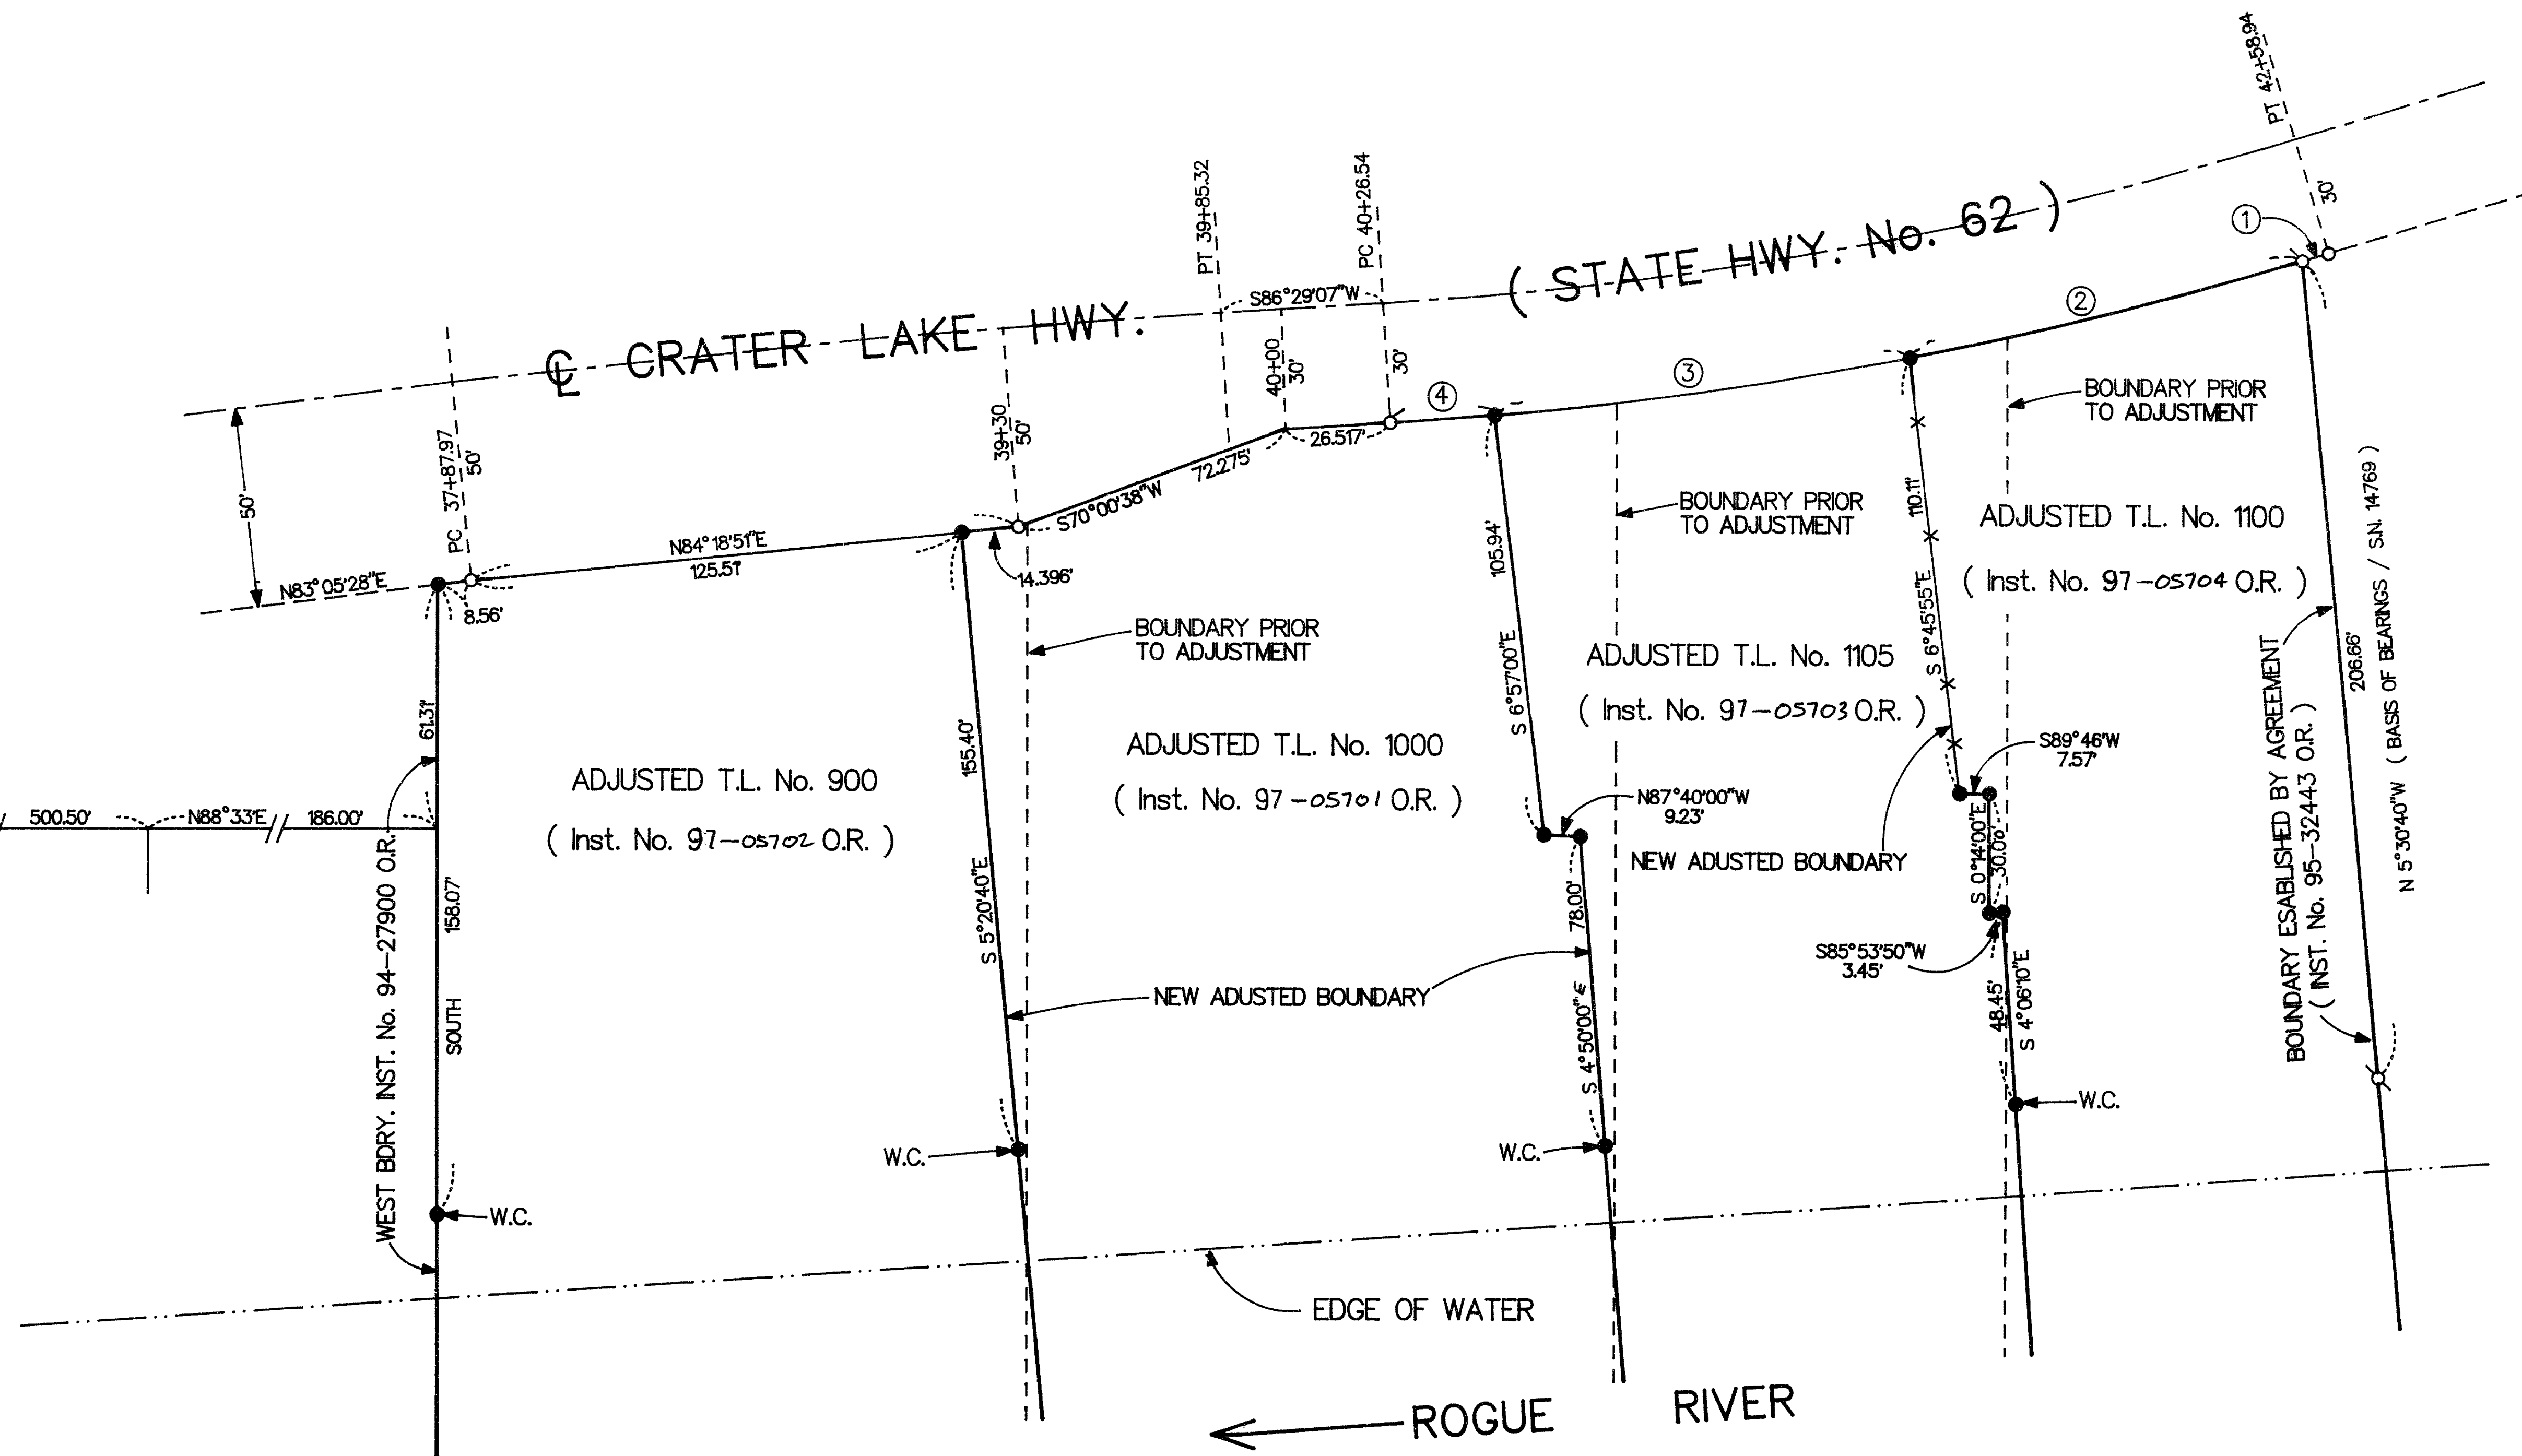 PT 42+58.94
30'
PT 39+85.32
PC 40+26.54
30'
S86°29'07"W
40+00
30'
℄ CRATER LAKE HWY. ( STATE HWY. No. 62 )
1
2
3
4
26.517'
72.275'
S70°00'38"W
39+30
50'
PC 37+87.97
50'
50'
N83°05'28"E
8.56'
N84°18'51"E
125.51'
14.396'
BOUNDARY PRIOR
TO ADJUSTMENT
BOUNDARY PRIOR
TO ADJUSTMENT
BOUNDARY PRIOR
TO ADJUSTMENT
ADJUSTED T.L. No. 1100
( Inst. No. 97-05704 O.R. )
ADJUSTED T.L. No. 1105
( Inst. No. 97-05703 O.R. )
ADJUSTED T.L. No. 1000
( Inst. No. 97-05701 O.R. )
ADJUSTED T.L. No. 900
( Inst. No. 97-05702 O.R. )
61.31'
500.50'
N88°33'E
186.00'
158.07'
SOUTH
WEST BDRY. INST. No. 94-27900 O.R.
155.40'
S 5°20'40"E
105.94'
S 6°57'00"E
N87°40'00"W
9.23'
78.00'
S 4°50'00"E
110.11'
S 6°45'55"E
S89°46'W
7.57'
S 0°14'00"E
30.00'
S85°53'50"W
3.45'
48.45'
S 4°06'10"E
NEW ADUSTED BOUNDARY
NEW ADUSTED BOUNDARY
BOUNDARY ESABLISHED BY AGREEMENT
( INST. No. 95-32443 O.R. )
206.66'
N 5°30'40"W ( BASIS OF BEARINGS / S.N. 14769 )
W.C.
W.C.
W.C.
W.C.
EDGE OF WATER
ROGUE RIVER